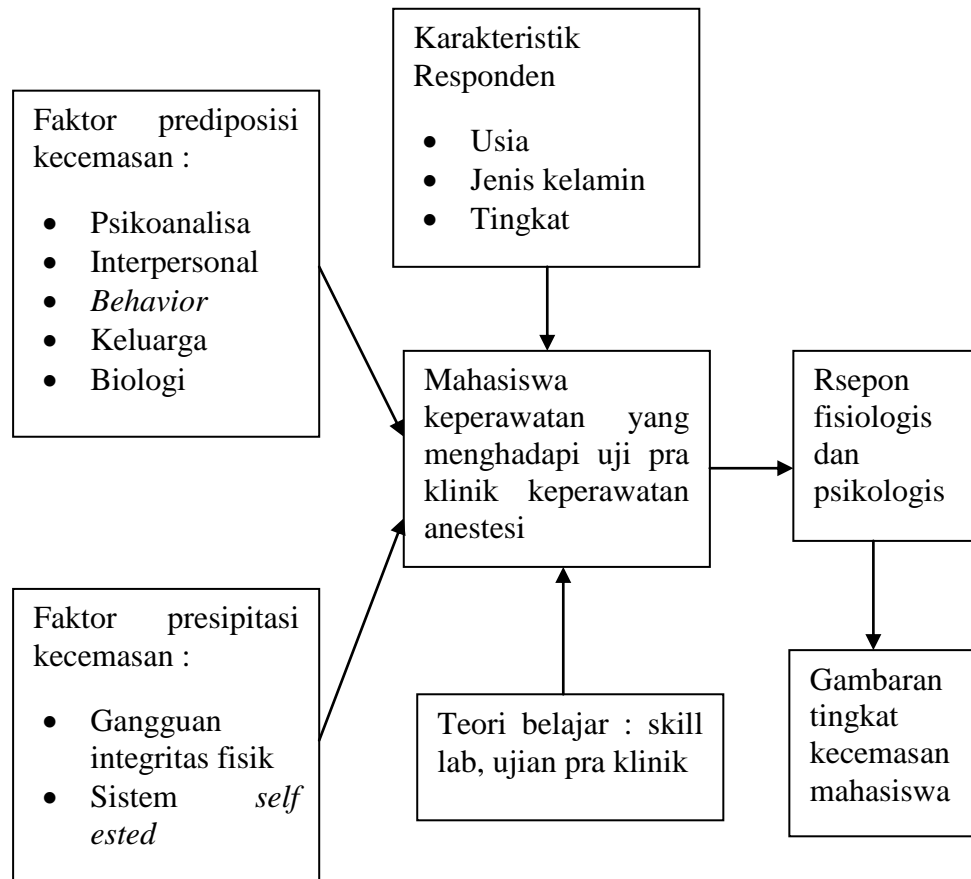 Karakteristik
Responden
• Usia
• Jenis kelamin
• Tingkat
Faktor prediposisi
kecemasan :
• Psikoanalisa
• Interpersonal
• Behavior
• Keluarga
• Biologi
Mahasiswa
keperawatan yang
menghadapi uji pra
klinik keperawatan
anestesi
Rsepon
fisiologis
dan
psikologis
Faktor presipitasi
kecemasan :
• Gangguan
integritas fisik
• Sistem self
ested
Teori belajar : skill
lab, ujian pra klinik
Gambaran
tingkat
kecemasan
mahasiswa